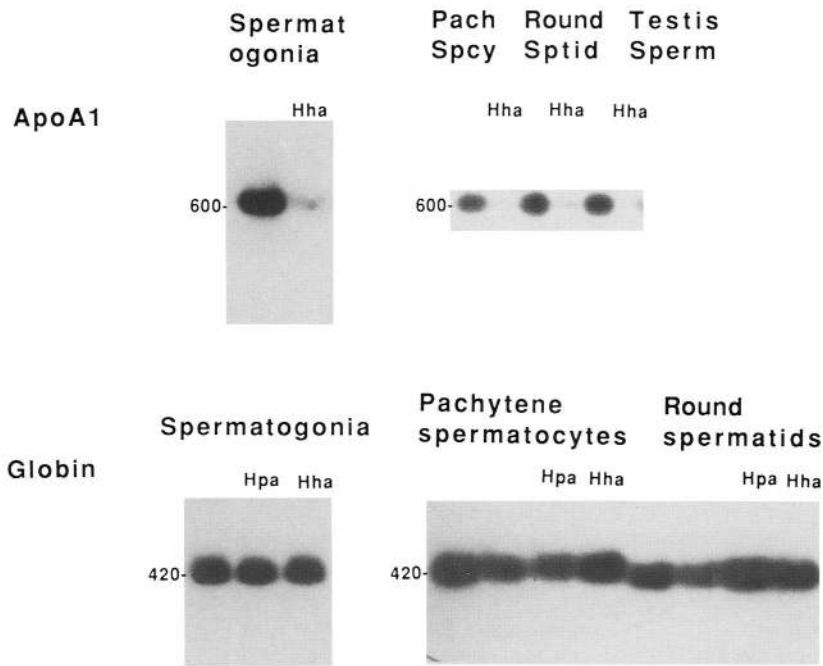 Spermat
ogonia
Pach Round Testis
Spcy Sptid Sperm
ApoA1
Hha
Hha Hha Hha
600-
600-
Spermatogonia
Pachytene
spermatocytes
Round
spermatids
Globin
Hpa Hha
Hpa Hha
Hpa Hha
420-
420-